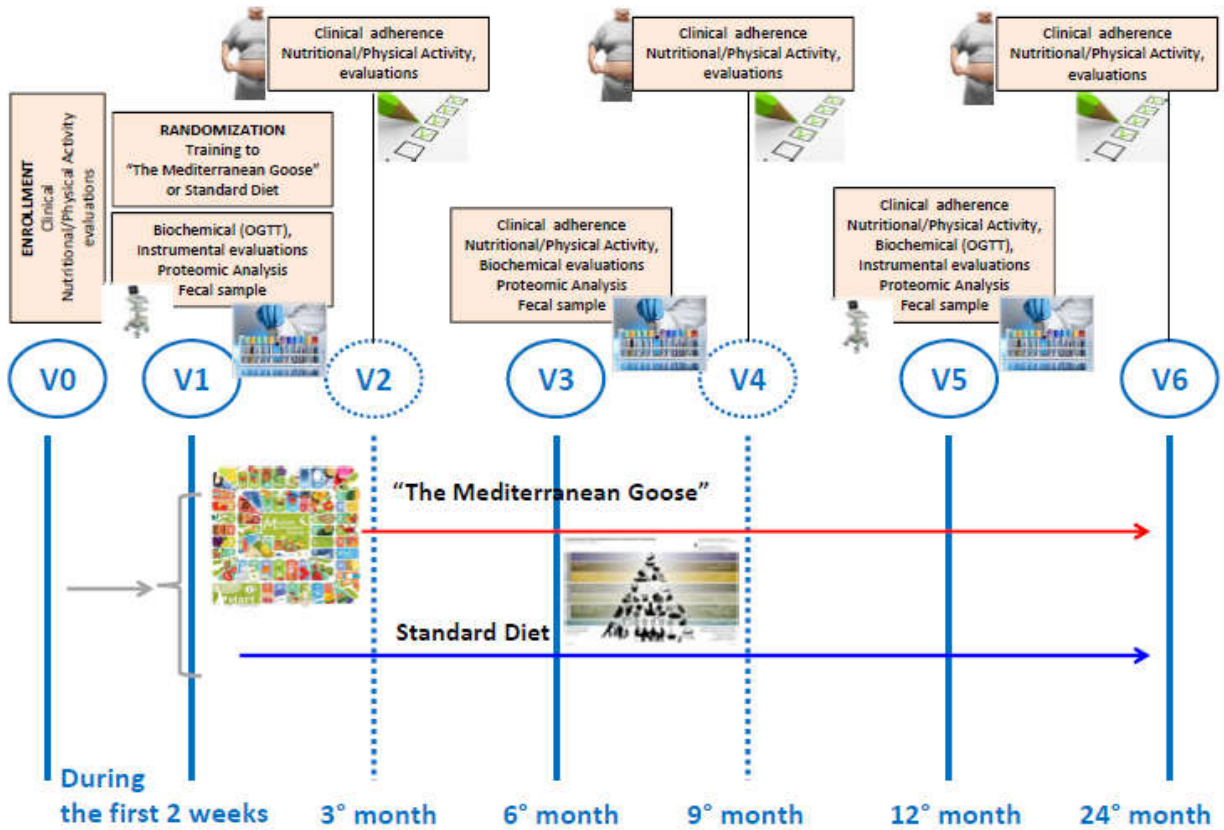 Clinical adherence
Nutritional/Physical Activity,
evaluations
Clinical adherence
Nutritional/Physical Activity,
evaluations
Clinical adherence
Nutritional/Physical Activity,
evaluations
ENROLLMENT
Clinical
Nutritional/Physical Activity
evaluations
RANDOMIZATION
Training to
“The Mediterranean Goose”
or Standard Diet
Biochemical (OGTT),
Instrumental evaluations
Proteomic Analysis
Fecal sample
Clinical adherence
Nutritional/Physical Activity,
Biochemical evaluations
Proteomic Analysis
Fecal sample
Clinical adherence
Nutritional/Physical Activity,
Biochemical (OGTT),
Instrumental evaluations
Proteomic Analysis
Fecal sample
V0
V1
V2
V3
V4
V5
V6
“The Mediterranean Goose”
start
Standard Diet
During
the first 2 weeks
3° month
6° month
9° month
12° month
24° month